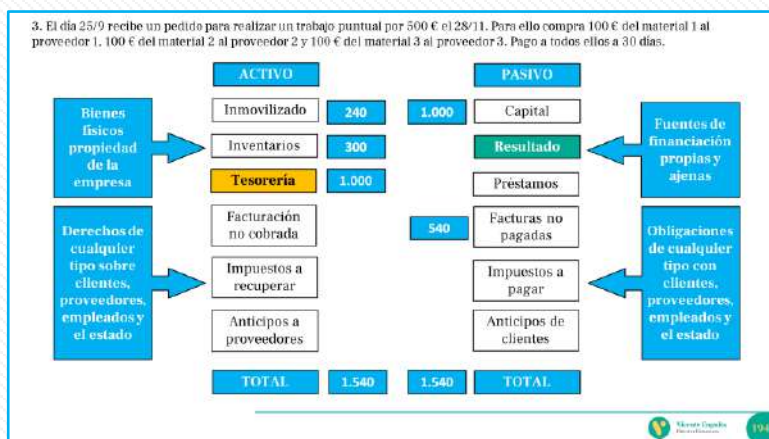 3. El día 25/9 recibe un pedido para realizar un trabajo puntual por 500 € el 28/11. Para ello compra 100 € del material 1 al
proveedor 1, 100 € del material 2 al proveedor 2 y 100 € del material 3 al proveedor 3. Pago a todos ellos a 30 días.
ACTIVO
PASIVO
Bienes
físicos
propiedad
de la
empresa
Inmovilizado
240
1.000
Capital
Inventarios
300
Resultado
Tesorería
1.000
Préstamos
Fuentes de
financiación
propias y
ajenas
Derechos de
cualquier
tipo sobre
clientes,
proveedores,
empleados y
el estado
Facturación
no cobrada
540
Facturas no
pagadas
Impuestos a
recuperar
Impuestos a
pagar
Anticipos a
proveedores
Anticipos de
clientes
Obligaciones
de cualquier
tipo con
clientes,
proveedores,
empleados y
el estado
TOTAL
1.540
1.540
TOTAL
194